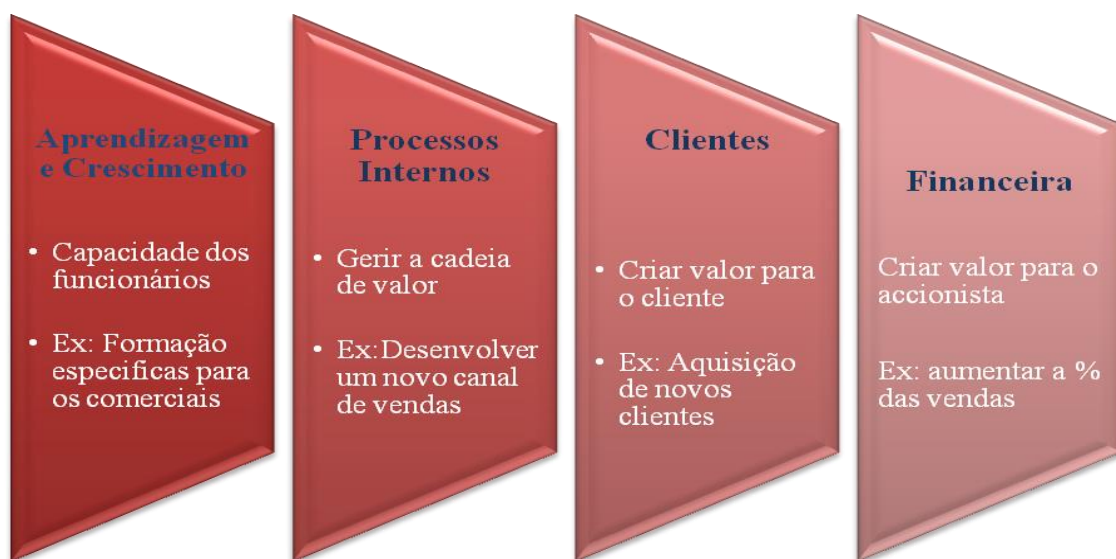 Aprendizagem
e Crescimento
• Capacidade dos
funcionários
• Ex: Formação
especificas para
os comerciais
Processos
Internos
• Gerir a cadeia
de valor
• Ex:Desenvolver
um novo canal
de vendas
Clientes
• Criar valor para
o cliente
• Ex: Aquisição
de novos
clientes
Financeira
Criar valor para o
accionista
Ex: aumentar a %
das vendas